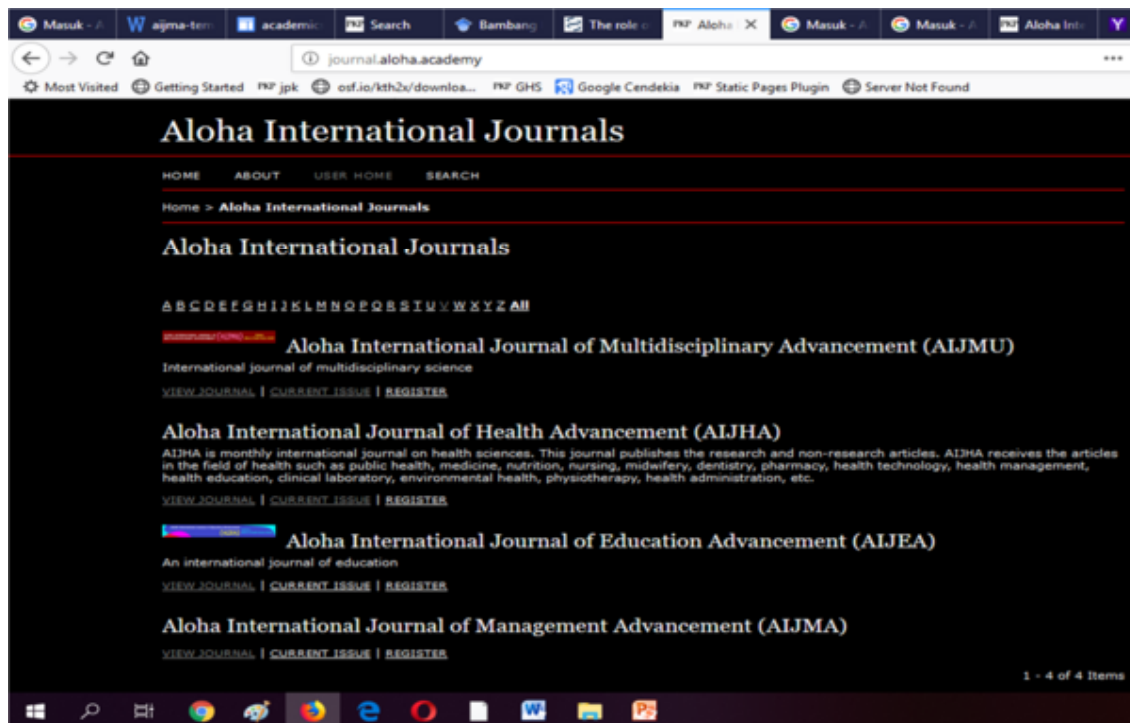 Masuk - A aijma-tem academic Search Bambang The role o Aloha Masuk - A Masuk - A Aloha Inte
journal.aloha.academy
Most Visited Getting Started jpk osf.io/kth2x/downloa... GHS Google Cendekia Static Pages Plugin Server Not Found
Aloha International Journals
HOME ABOUT USER HOME SEARCH
Home > Aloha International Journals
Aloha International Journals
A B C D E F G H I J K L M N O P Q R S T U V W X Y Z All
Aloha International Journal of Multidisciplinary Advancement (AIJMU)
International journal of multidisciplinary science
VIEW JOURNAL | CURRENT ISSUE | REGISTER
Aloha International Journal of Health Advancement (AIJHA)
AIJHA is monthly international journal on health sciences. This journal publishes the research and non-research articles. AIJHA receives the articles
in the field of health such as public health, medicine, nutrition, nursing, midwifery, dentistry, pharmacy, health technology, health management,
health education, clinical laboratory, environmental health, physiotherapy, health administration, etc.
VIEW JOURNAL | CURRENT ISSUE | REGISTER
Aloha International Journal of Education Advancement (AIJEA)
An international journal of education
VIEW JOURNAL | CURRENT ISSUE | REGISTER
Aloha International Journal of Management Advancement (AIJMA)
VIEW JOURNAL | CURRENT ISSUE | REGISTER
1 - 4 of 4 Items